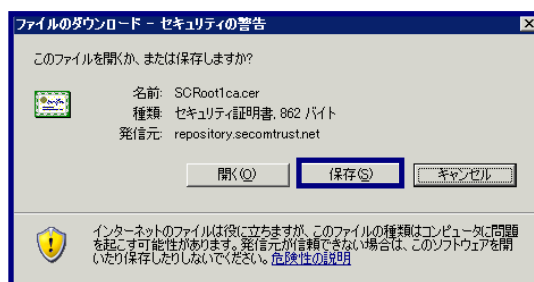 ファイルのダウンロード - セキュリティの警告
このファイルを開くか、または保存しますか?
名前: SCRoot1ca.cer
種類: セキュリティ証明書, 862 バイト
発信元: repository.secomtrust.net
開く(O) 保存(S) キャンセル
インターネットのファイルは役に立ちますが、このファイルの種類はコンピュータに問題
を起こす可能性があります。発信元が信頼できない場合は、このソフトウェアを開
いたり保存したりしないでください。危険性の説明